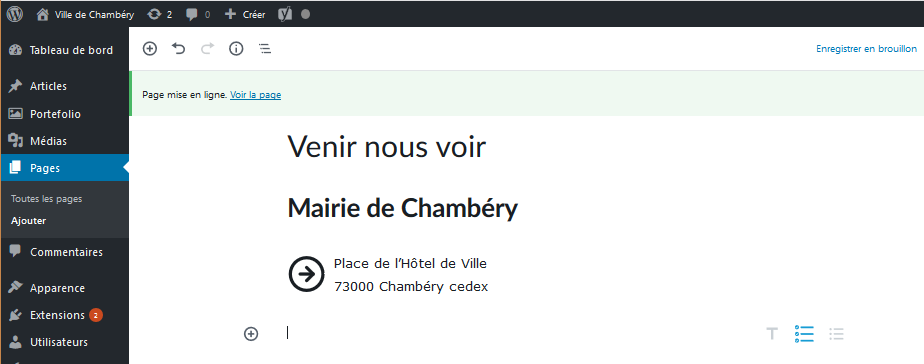 Ville de Chambéry 2 0 Créer
Tableau de bord
Enregistrer en brouillon
Articles
Page mise en ligne. Voir la page
Portefolio
Médias
Venir nous voir
Pages
Toutes les pages
Mairie de Chambéry
Ajouter
Commentaires
Place de l'Hôtel de Ville
Apparence
73000 Chambéry cedex
Extensions 2
Utilisateurs
T